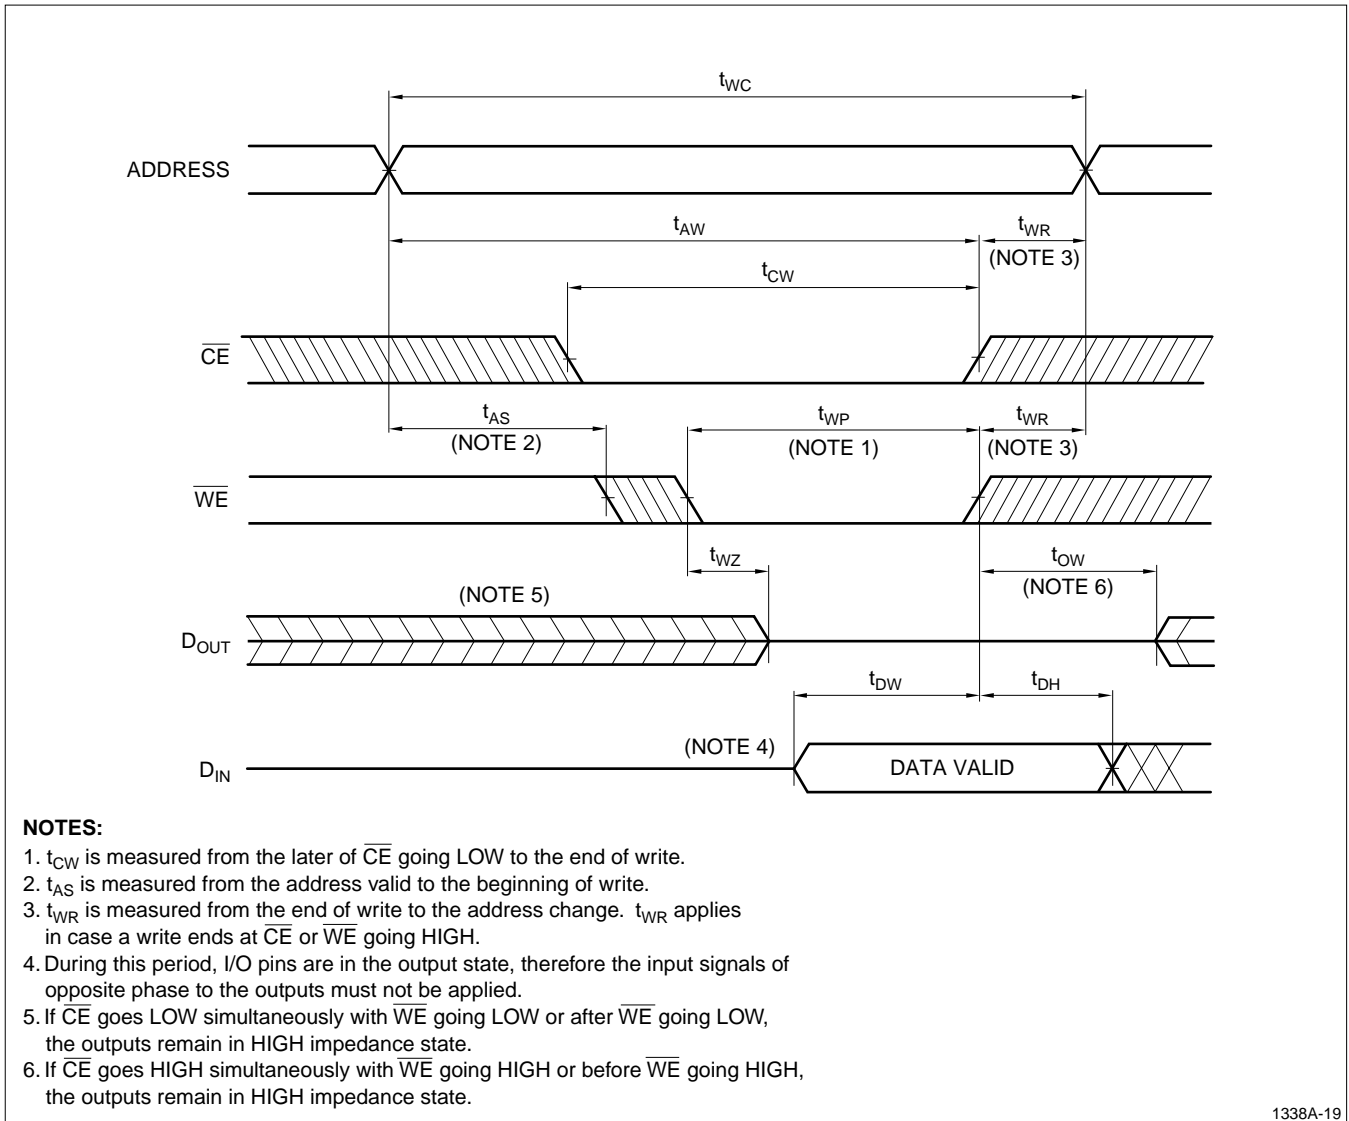 tWC
ADDRESS
tAW
tWR
(NOTE 3)
tCW
CE
tAS
(NOTE 2)
tWP
(NOTE 1)
tWR
(NOTE 3)
WE
tWZ
tOW
(NOTE 6)
(NOTE 5)
DOUT
tDW
tDH
(NOTE 4)
DIN
DATA VALID
NOTES:
1. tCW is measured from the later of CE going LOW to the end of write.
2. tAS is measured from the address valid to the beginning of write.
3. tWR is measured from the end of write to the address change. tWR applies
in case a write ends at CE or WE going HIGH.
4. During this period, I/O pins are in the output state, therefore the input signals of
opposite phase to the outputs must not be applied.
5. If CE goes LOW simultaneously with WE going LOW or after WE going LOW,
the outputs remain in HIGH impedance state.
6. If CE goes HIGH simultaneously with WE going HIGH or before WE going HIGH,
the outputs remain in HIGH impedance state.
1338A-19